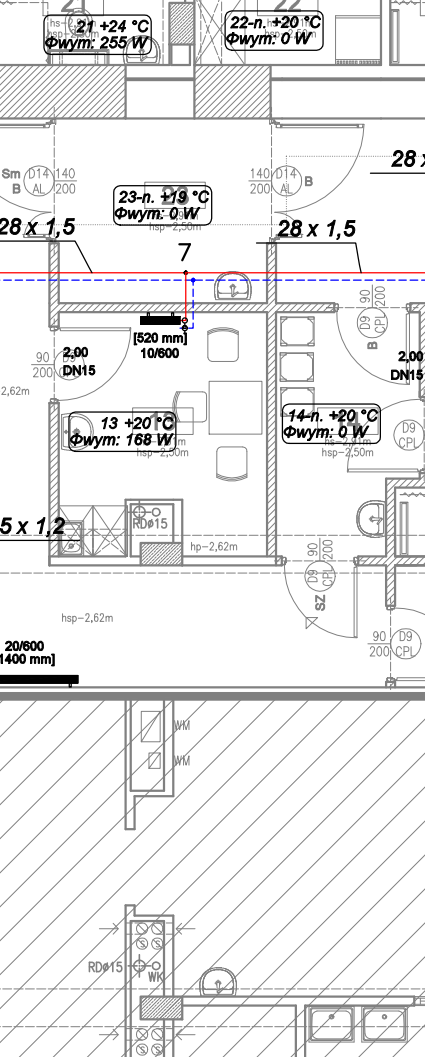 21 +24 °C
Φwym: 255 W
22-n. +20 °C
Φwym: 0 W
Sm
B
D14
AL
140
200
23-n. +19 °C
Φwym: 0 W
hsp-2,50m
140
200
D14
AL
B
28 x
28 x 1,5
28 x 1,5
7
90
200
D9
CPL
B
[520 mm]
10/600
90
200
D9
2,00
DN15
2,00
DN15
2,62m
13 +20 °C
Φwym: 168 W
hsp-2,50m
14-n. +20 °C
Φwym: 0 W
hsp-2,50m
D9
CPL
5 x 1,2
RDø15
hp-2,62m
90
200
D9
CPL
SZ
hsp-2,62m
90
200
D9
CPL
20/600
1400 mm]
WM
WM
RDø15
WK